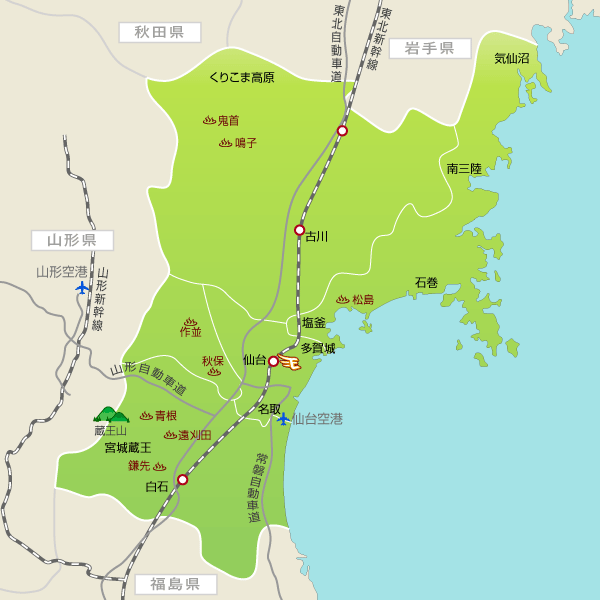 秋田県
東北自動車道
東北新幹線
岩手県
気仙沼
くりこま高原
鬼首
鳴子
南三陸
古川
山形県
山形空港
山形新幹線
石巻
松島
塩釜
作並
多賀城
仙台
秋保
山形自動車道
名取
仙台空港
青根
蔵王山
遠刈田
宮城蔵王
鎌先
白石
常磐自動車道
福島県